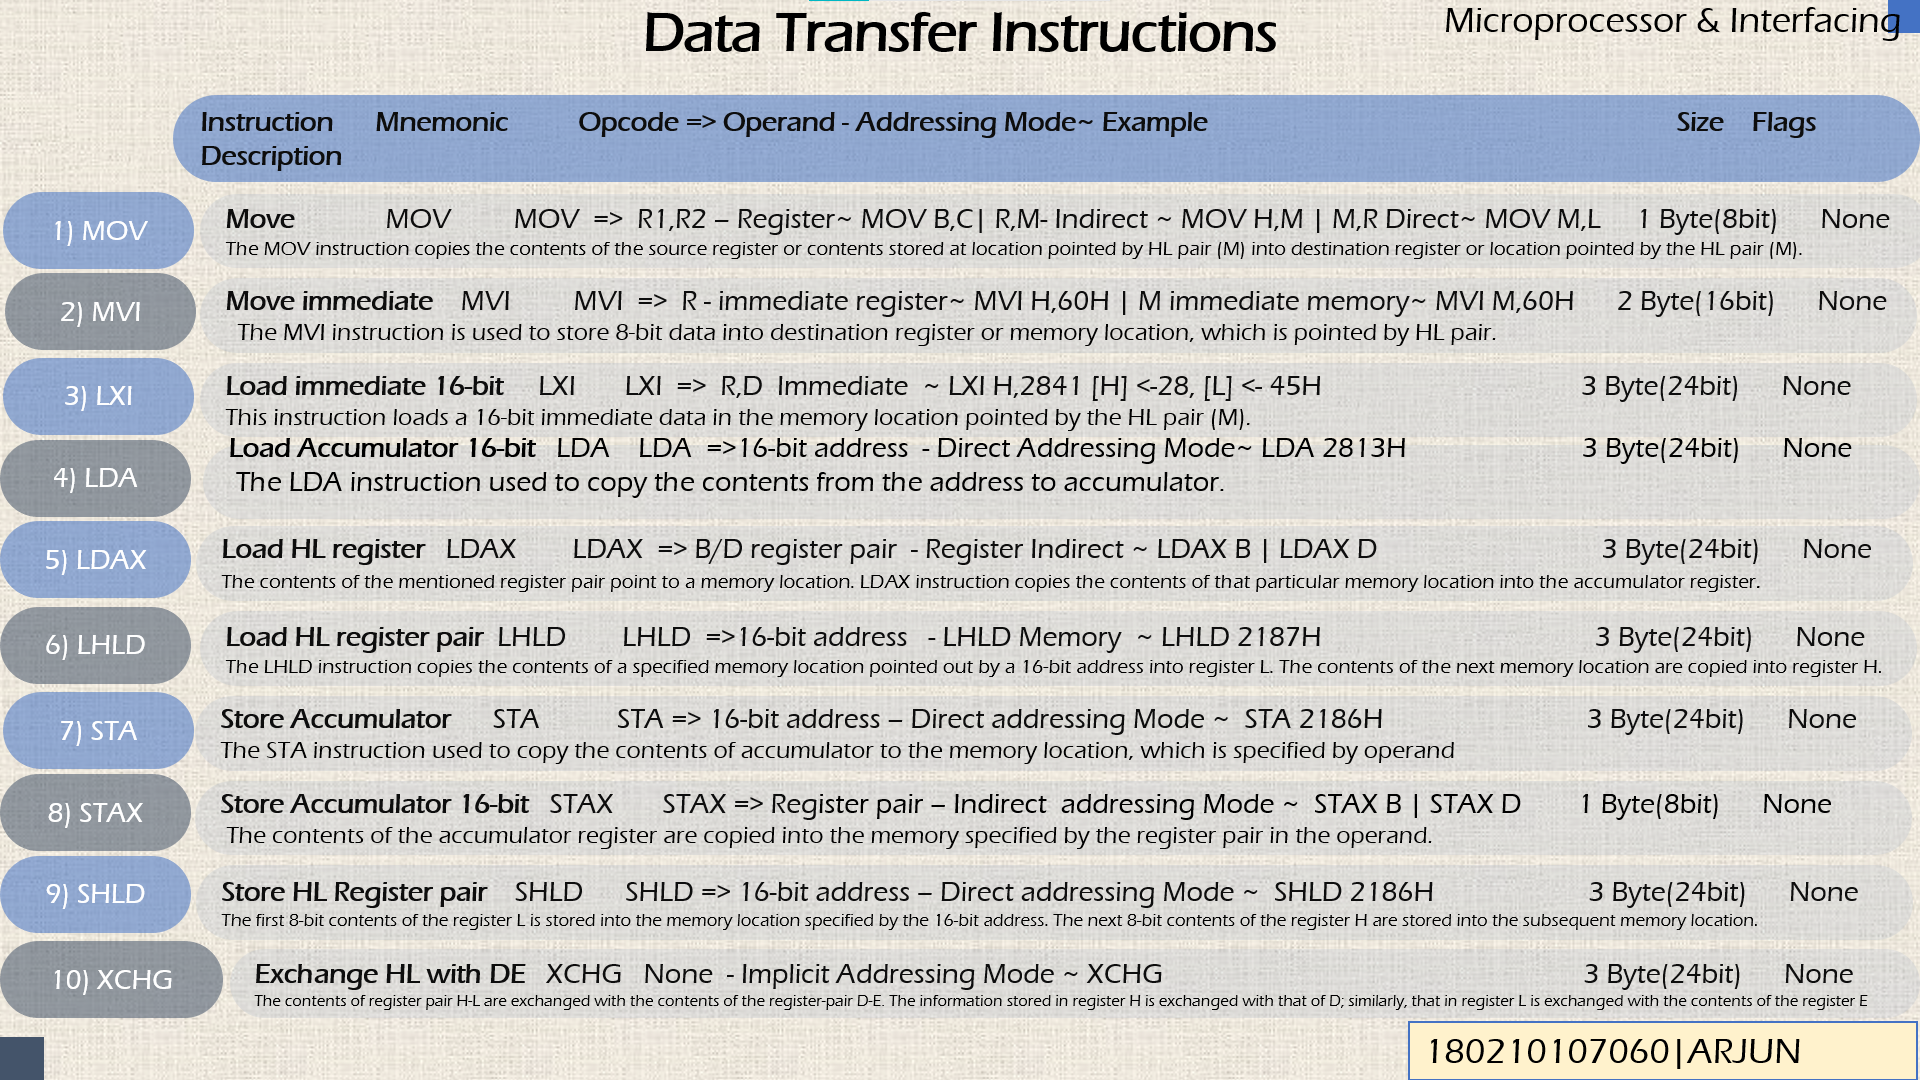 Data Transfer Instructions
Microprocessor & Interfacing
Instruction Mnemonic Opcode => Operand - Addressing Mode~ Example Size Flags
Description
1) MOV
Move MOV MOV => R1,R2 – Register~ MOV B,C| R,M- Indirect ~ MOV H,M | M,R Direct~ MOV M,L 1 Byte(8bit) None
The MOV instruction copies the contents of the source register or contents stored at location pointed by HL pair (M) into destination register or location pointed by the HL pair (M).
2) MVI
Move immediate MVI MVI => R - immediate register~ MVI H,60H | M immediate memory~ MVI M,60H 2 Byte(16bit) None
The MVI instruction is used to store 8-bit data into destination register or memory location, which is pointed by HL pair.
3) LXI
Load immediate 16-bit LXI LXI => R,D Immediate ~ LXI H,2841 [H] <-28, [L] <- 45H 3 Byte(24bit) None
This instruction loads a 16-bit immediate data in the memory location pointed by the HL pair (M).
4) LDA
Load Accumulator 16-bit LDA LDA =>16-bit address - Direct Addressing Mode~ LDA 2813H 3 Byte(24bit) None
The LDA instruction used to copy the contents from the address to accumulator.
5) LDAX
Load HL register LDAX LDAX => B/D register pair - Register Indirect ~ LDAX B | LDAX D 3 Byte(24bit) None
The contents of the mentioned register pair point to a memory location. LDAX instruction copies the contents of that particular memory location into the accumulator register.
6) LHLD
Load HL register pair LHLD LHLD =>16-bit address - LHLD Memory ~ LHLD 2187H 3 Byte(24bit) None
The LHLD instruction copies the contents of a specified memory location pointed out by a 16-bit address into register L. The contents of the next memory location are copied into register H.
7) STA
Store Accumulator STA STA => 16-bit address – Direct addressing Mode ~ STA 2186H 3 Byte(24bit) None
The STA instruction used to copy the contents of accumulator to the memory location, which is specified by operand
8) STAX
Store Accumulator 16-bit STAX STAX => Register pair – Indirect addressing Mode ~ STAX B | STAX D 1 Byte(8bit) None
The contents of the accumulator register are copied into the memory specified by the register pair in the operand.
9) SHLD
Store HL Register pair SHLD SHLD => 16-bit address – Direct addressing Mode ~ SHLD 2186H 3 Byte(24bit) None
The first 8-bit contents of the register L is stored into the memory location specified by the 16-bit address. The next 8-bit contents of the register H are stored into the subsequent memory location.
10) XCHG
Exchange HL with DE XCHG None - Implicit Addressing Mode ~ XCHG 3 Byte(24bit) None
The contents of register pair H-L are exchanged with the contents of the register-pair D-E. The information stored in register H is exchanged with that of D; similarly, that in register L is exchanged with the contents of the register E
180210107060|ARJUN